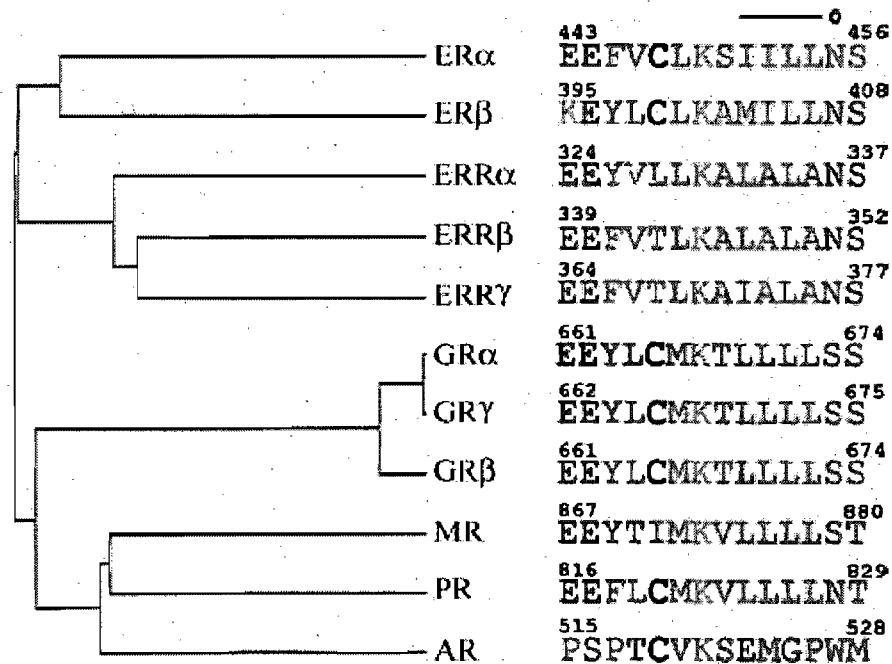 0
443 456
ERα EEFVCLKSIILLNS
395 408
ERβ KEYLCLKAMILLNS
324 337
ERRα EEYVLLKALALANS
339 352
ERRβ EEFVTLKALALANS
364 377
ERRγ EEFVTLKAIALANS
661 674
GRα EEYLCMKTLLLLSS
662 675
GRγ EEYLCMKTLLLLSS
661 674
GRβ EEYLCMKTLLLLSS
867 880
MR EEYTIMKVLLLLST
816 829
PR EEFLCMKVLLLLNT
515 528
AR PSPTCVKSEMGPWM